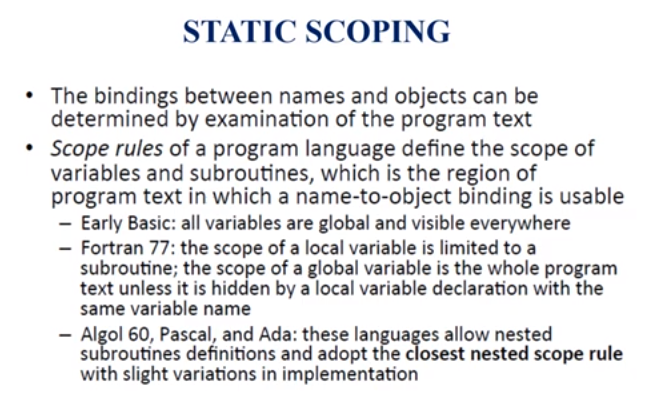 STATIC SCOPING
• The bindings between names and objects can be
determined by examination of the program text
• Scope rules of a program language define the scope of
variables and subroutines, which is the region of
program text in which a name-to-object binding is usable
– Early Basic: all variables are global and visible everywhere
– Fortran 77: the scope of a local variable is limited to a
subroutine; the scope of a global variable is the whole program
text unless it is hidden by a local variable declaration with the
same variable name
– Algol 60, Pascal, and Ada: these languages allow nested
subroutines definitions and adopt the closest nested scope rule
with slight variations in implementation